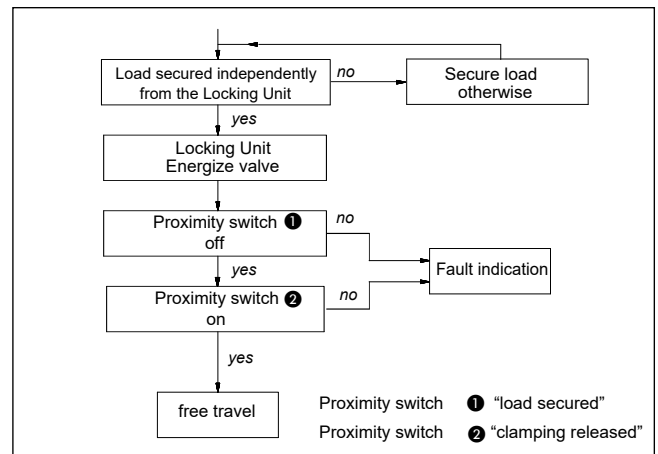 Load secured independently
from the Locking Unit
no
Secure load
otherwise
yes
Locking Unit
Energize valve
Proximity switch ❶
off
no
Fault indication
yes
Proximity switch ❷
on
no
yes
free travel
Proximity switch ❶ “load secured”
Proximity switch ❷ “clamping released”